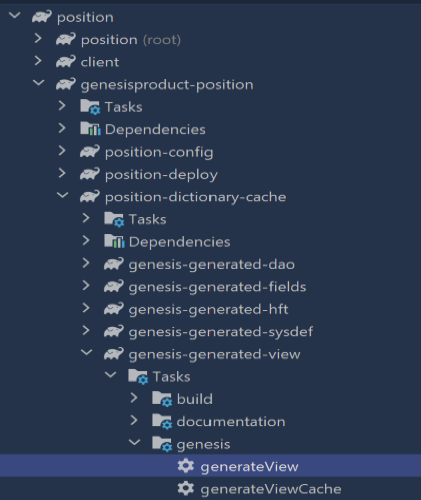 position
position (root)
client
genesisproduct-position
Tasks
Dependencies
position-config
position-deploy
position-dictionary-cache
Tasks
Dependencies
genesis-generated-dao
genesis-generated-fields
genesis-generated-hft
genesis-generated-sysdef
genesis-generated-view
Tasks
build
documentation
genesis
generateView
generateViewCache